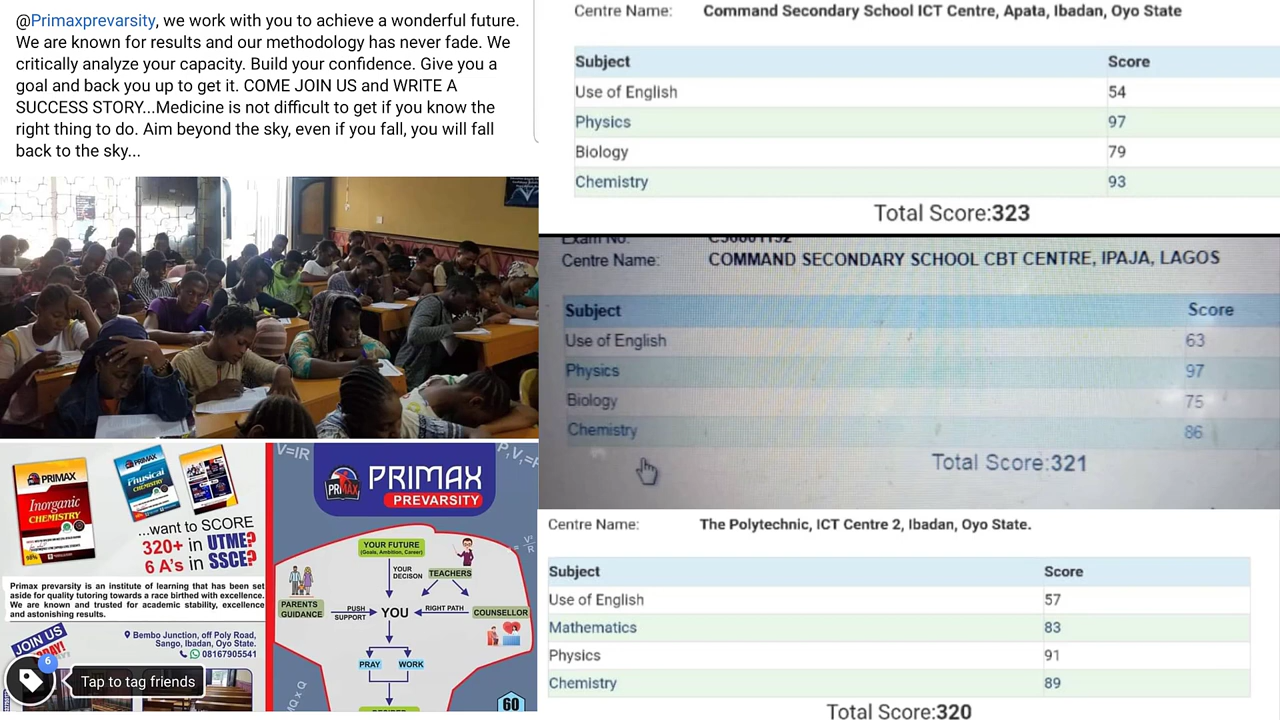 @Primaxprevarsity, we work with you to achieve a wonderful future.
We are known for results and our methodology has never fade. We
critically analyze your capacity. Build your confidence. Give you a
goal and back you up to get it. COME JOIN US and WRITE A
SUCCESS STORY...Medicine is not difficult to get if you know the
right thing to do. Aim beyond the sky, even if you fall, you will fall
back to the sky...
PRIMAX
Inorganic
CHEMISTRY
PRIMAX
Physical
CHEMISTRY
...want to SCORE
320+ in UTME?
6 A's in SSCE?
Primax prevarsity is an institute of learning that has been set
aside for quality tutoring towards a race birthed with excellence.
We are known and trusted for academic stability, excellence
and astonishing results.
JOIN US
Bembo Junction, off Poly Road,
Sango, Ibadan, Oyo State.
08167905541
6
Tap to tag friends
V=IR
PRIMAX
PREVARSITY
YOUR FUTURE
(Goals, Ambition, Career)
YOUR
DECISION
TEACHERS
PARENTS
GUIDANCE
PUSH
SUPPORT
YOU
RIGHT PATH
COUNSELLOR
PRAY
WORK
60
Centre Name: Command Secondary School ICT Centre, Apata, Ibadan, Oyo State
Subject Score
Use of English 54
Physics 97
Biology 79
Chemistry 93
Total Score:323
Exam No:
Centre Name: COMMAND SECONDARY SCHOOL CBT CENTRE, IPAJA, LAGOS
Subject Score
Use of English 63
Physics 97
Biology 75
Chemistry 86
Total Score:321
Centre Name: The Polytechnic, ICT Centre 2, Ibadan, Oyo State.
Subject Score
Use of English 57
Mathematics 83
Physics 91
Chemistry 89
Total Score:320